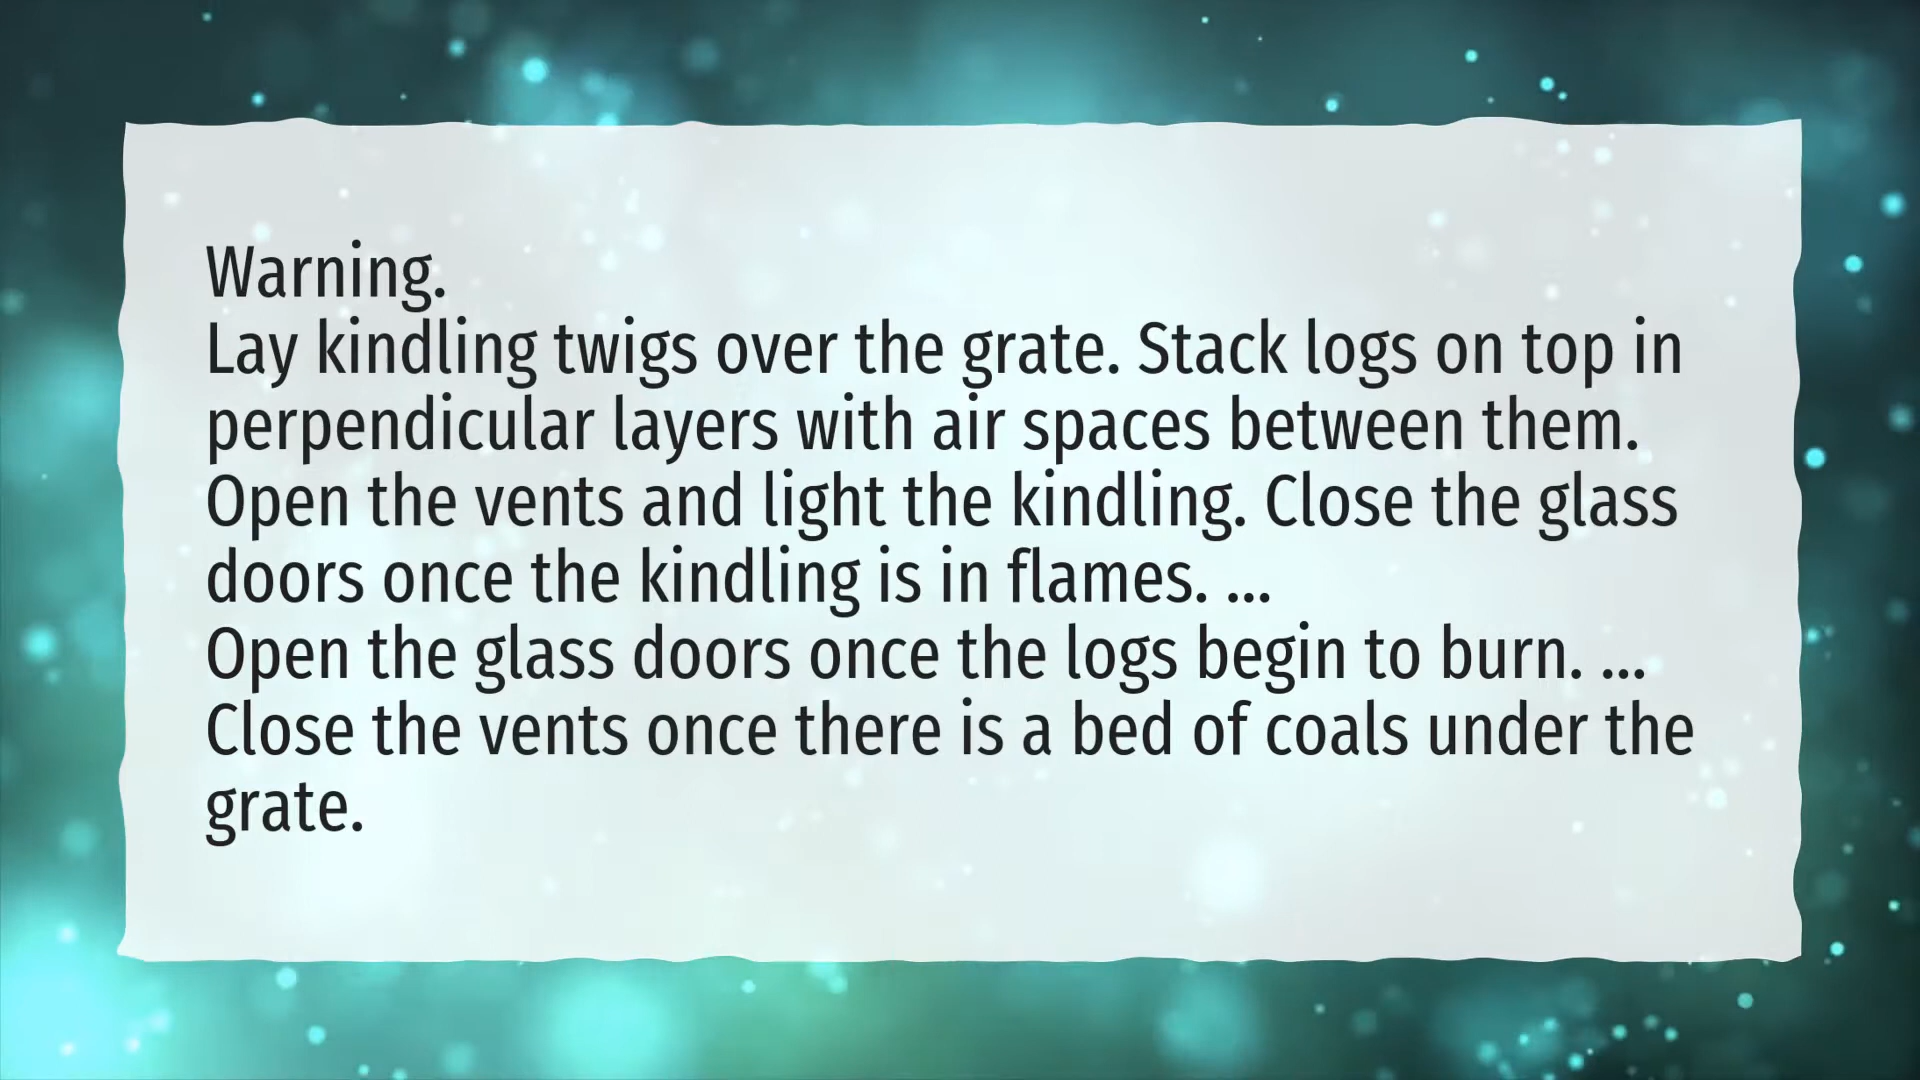 Warning.
Lay kindling twigs over the grate. Stack logs on top in
perpendicular layers with air spaces between them.
Open the vents and light the kindling. Close the glass
doors once the kindling is in flames. ...
Open the glass doors once the logs begin to burn. ...
Close the vents once there is a bed of coals under the
grate.